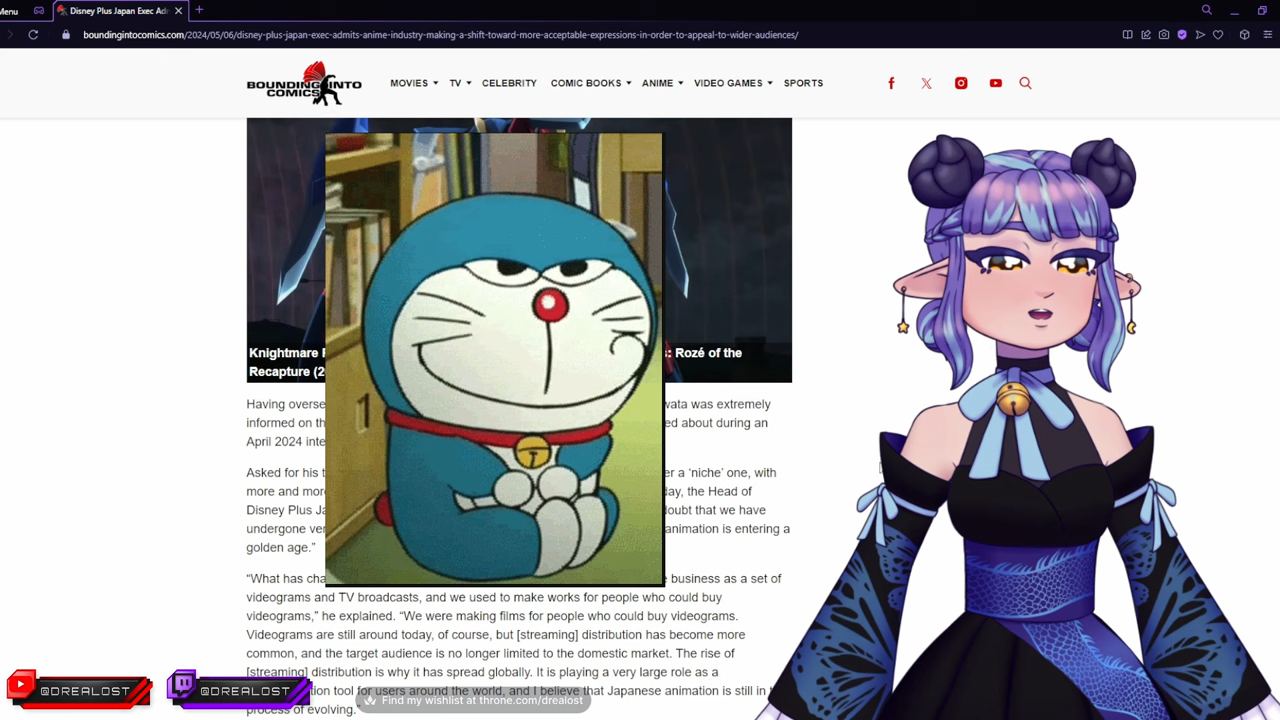 Menu
Disney Plus Japan Exec Ad
boundingintocomics.com/2024/05/06/disney-plus-japan-exec-admits-anime-industry-making-a-shift-toward-more-acceptable-expressions-in-order-to-appeal-to-wider-audiences/
BOUNDING INTO
COMICS
MOVIES TV CELEBRITY COMIC BOOKS ANIME VIDEO GAMES SPORTS
Knightmare : Rozé of the
Recapture (2
Having overse wata was extremely
informed on th ed about during an
April 2024 inte
Asked for his t er a ‘niche’ one, with
more and mor day, the Head of
Disney Plus Ja doubt that we have
undergone ver animation is entering a
golden age.”
“What has cha e business as a set of
videograms and TV broadcasts, and we used to make works for people who could buy
videograms,” he explained. “We were making films for people who could buy videograms.
Videograms are still around today, of course, but [streaming] distribution has become more
common, and the target audience is no longer limited to the domestic market. The rise of
[streaming] distribution is why it has spread globally. It is playing a very large role as a
tion tool for users around the world, and I believe that Japanese animation is still in
process of evolving.”
@DREALOST
@DREALOST
Find my wishlist at throne.com/drealost